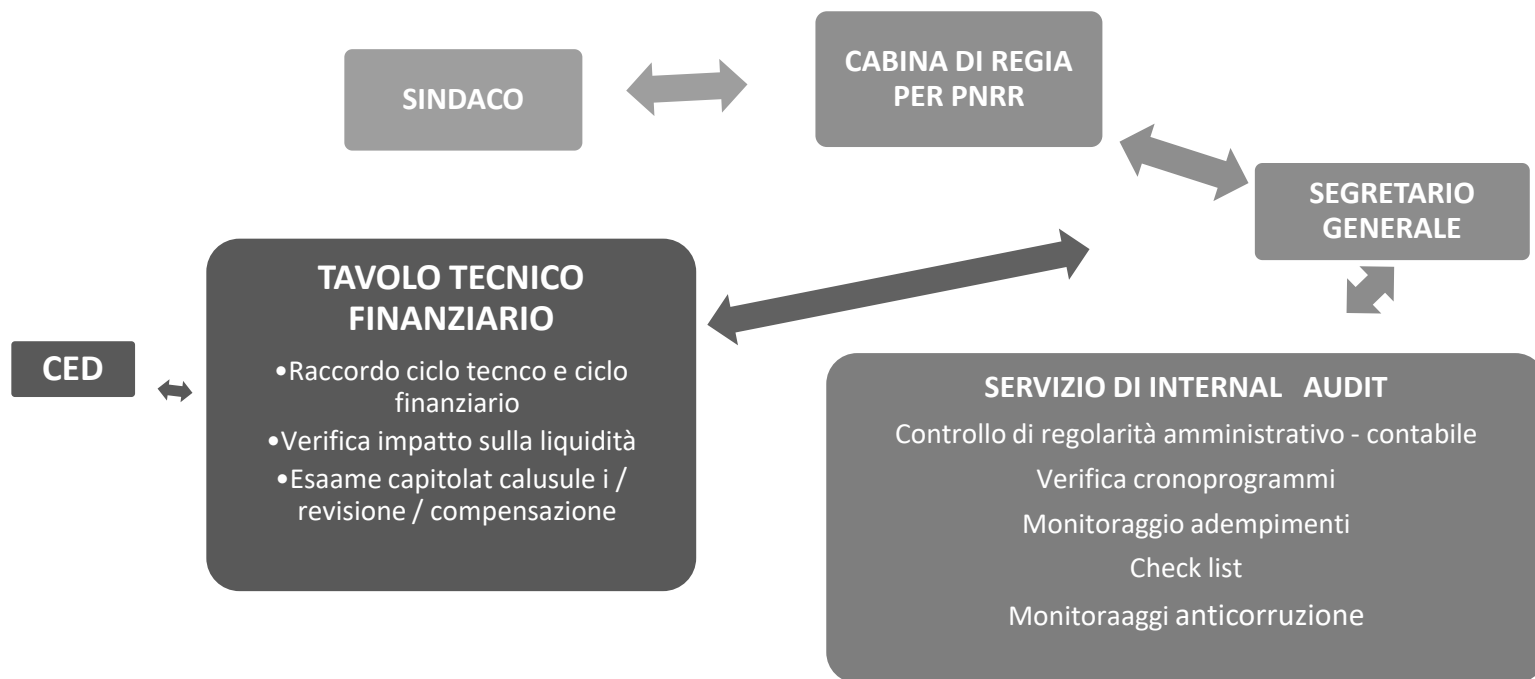 SINDACO
CABINA DI REGIA
PER PNRR
SEGRETARIO
GENERALE
TAVOLO TECNICO
FINANZIARIO
•Raccordo ciclo tecnco e ciclo
finanziario
•Verifica impatto sulla liquidità
•Esaame capitolat calusule i /
revisione / compensazione
CED
SERVIZIO DI INTERNAL AUDIT
Controllo di regolarità amministrativo - contabile
Verifica cronoprogrammi
Monitoraggio adempimenti
Check list
Monitoraaggi anticorruzione